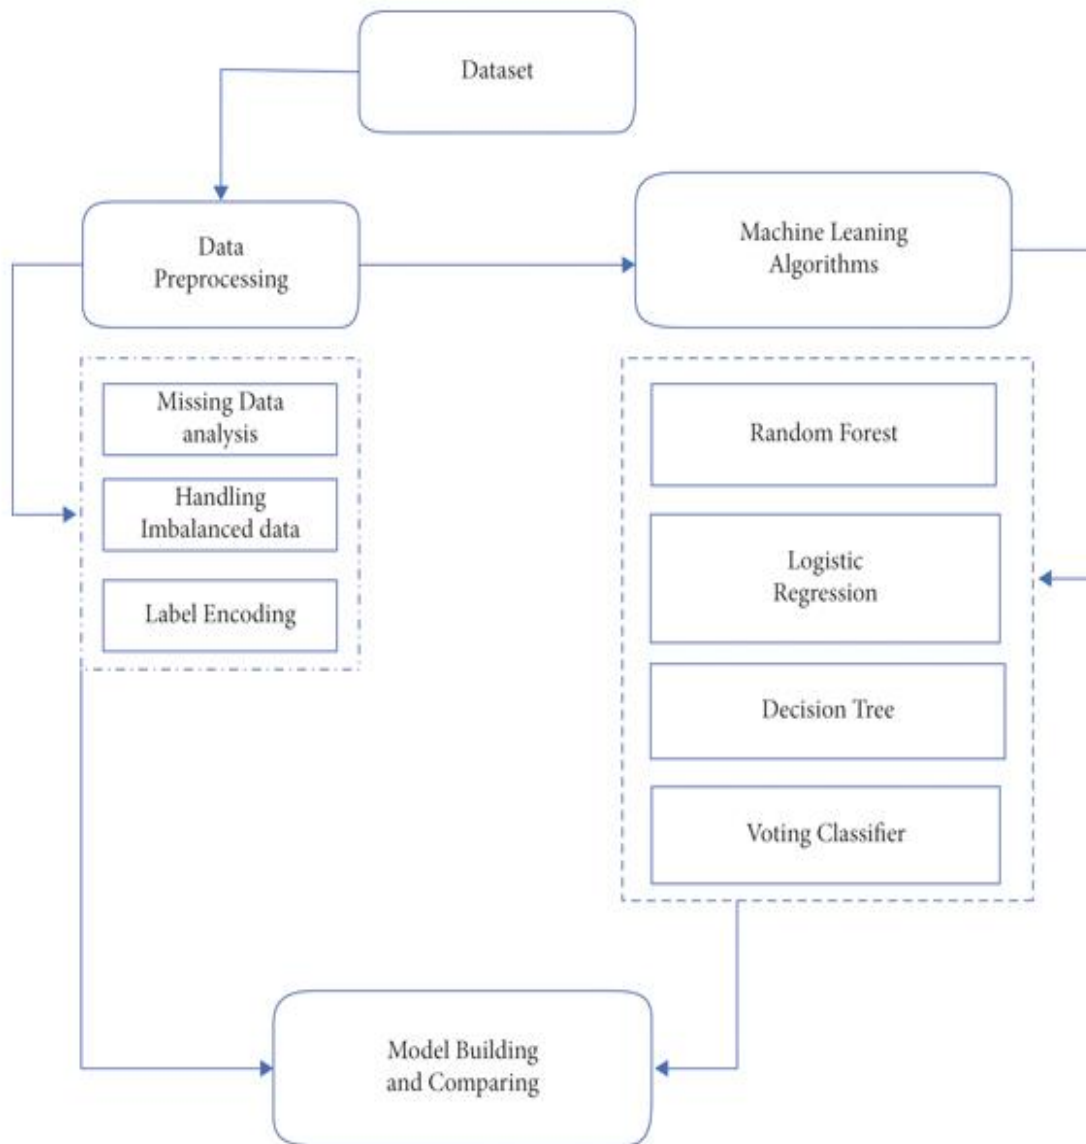 Dataset
Data
Preprocessing
Machine Leaning
Algorithms
Missing Data
analysis
Handling
Imbalanced data
Label Encoding
Random Forest
Logistic
Regression
Decision Tree
Voting Classifier
Model Building
and Comparing